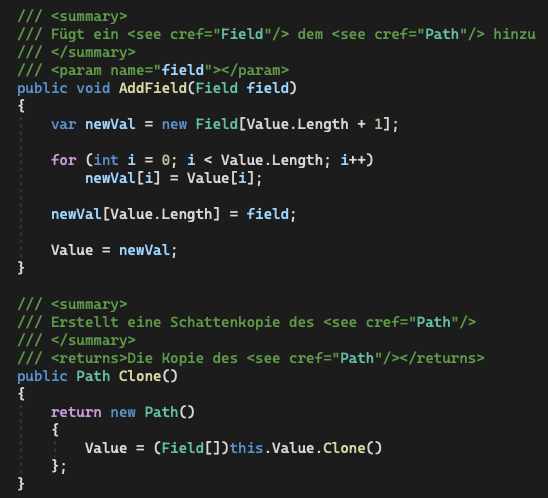 /// <summary>
/// Fügt ein <see cref="Field"/> dem <see cref="Path"/> hinzu
/// </summary>
/// <param name="field"></param>
public void AddField(Field field)
{
    var newVal = new Field[Value.Length + 1];

    for (int i = 0; i < Value.Length; i++)
        newVal[i] = Value[i];

    newVal[Value.Length] = field;

    Value = newVal;
}

/// <summary>
/// Erstellt eine Schattenkopie des <see cref="Path"/>
/// </summary>
/// <returns>Die Kopie des <see cref="Path"/></returns>
public Path Clone()
{
    return new Path()
    {
        Value = (Field[])this.Value.Clone()
    };
}